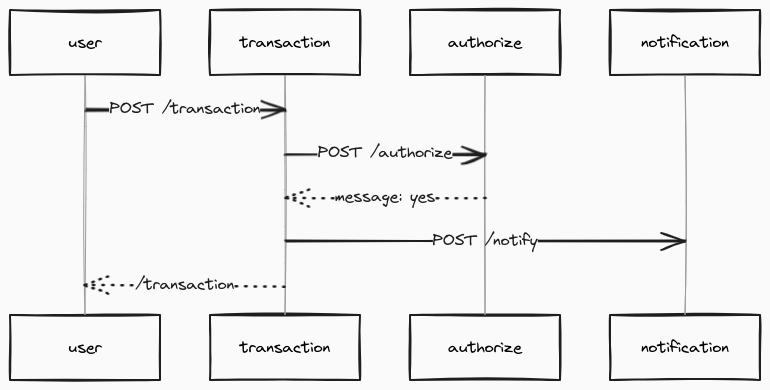 user
transaction
authorize
notification
POST /transaction
POST /authorize
message: yes
POST /notify
/transaction
user
transaction
authorize
notification